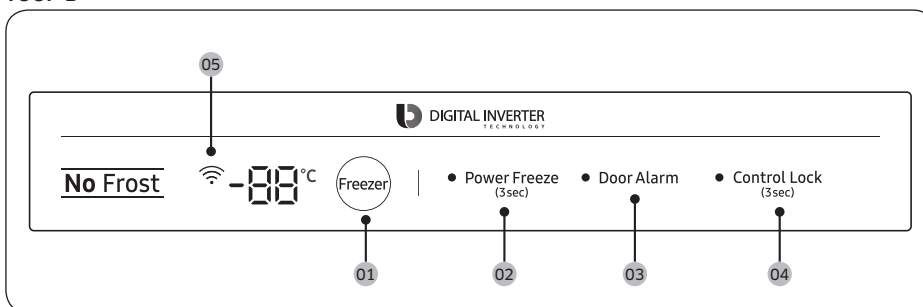 05
DIGITAL INVERTER
TECHNOLOGY
No Frost
-88°C
Freezer
Power Freeze
(3sec)
Door Alarm
Control Lock
(3sec)
01
02
03
04